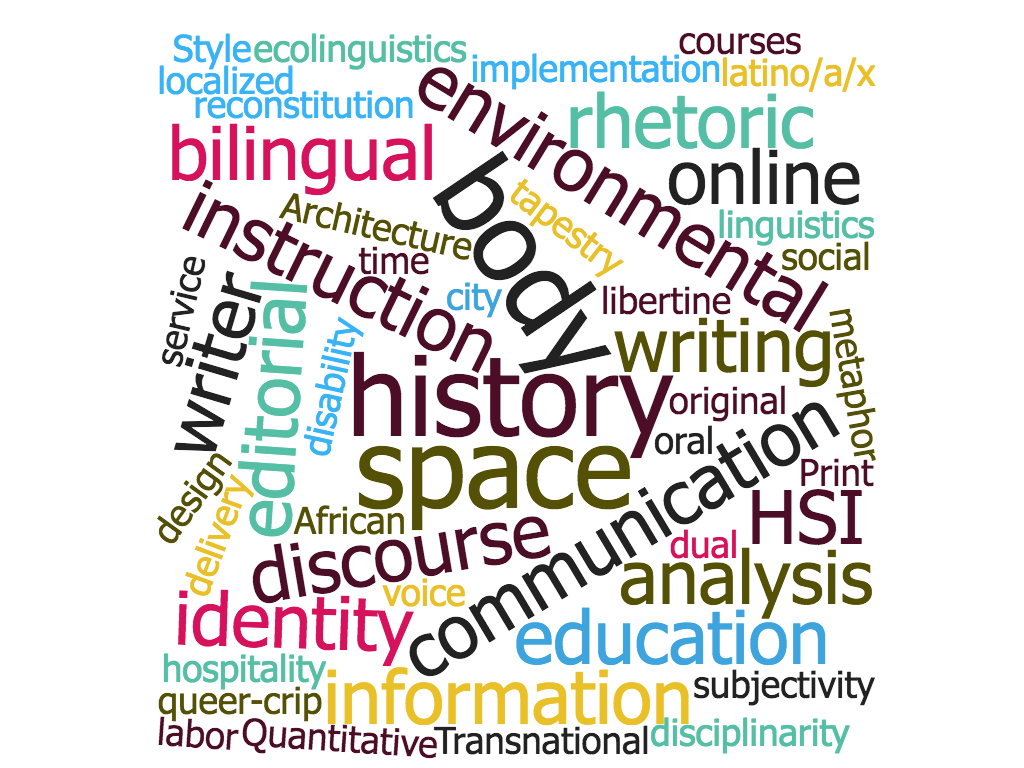 courses
Style
ecolinguistics
implementation
latino/a/x
localized
reconstitution
environmental
rhetoric
bilingual
online
body
tapestry
instruction
Architecture
linguistics
social
time
service
writer
editorial
city
libertine
disability
writing
metaphor
history
original
oral
communication
space
Print
design
delivery
African
HSI
discourse
dual
analysis
voice
identity
education
hospitality
information
subjectivity
queer-crip
labor
Quantitative
Transnational
disciplinarity